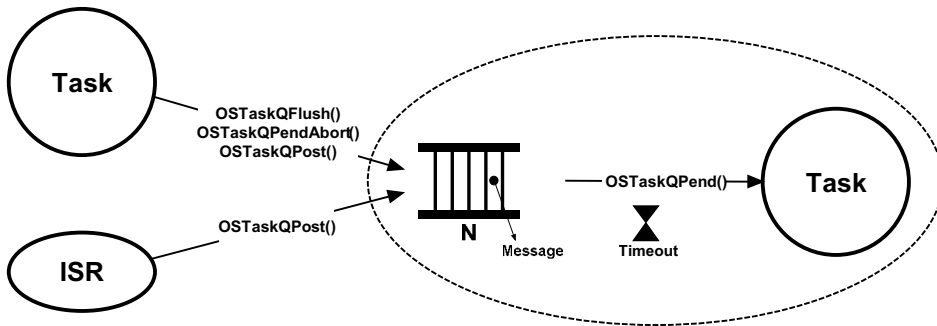 Task
OSTaskQFlush()
OSTaskQPendAbort()
OSTaskQPost()
OSTaskQPost()
ISR
N
Message
OSTaskQPend()
Timeout
Task